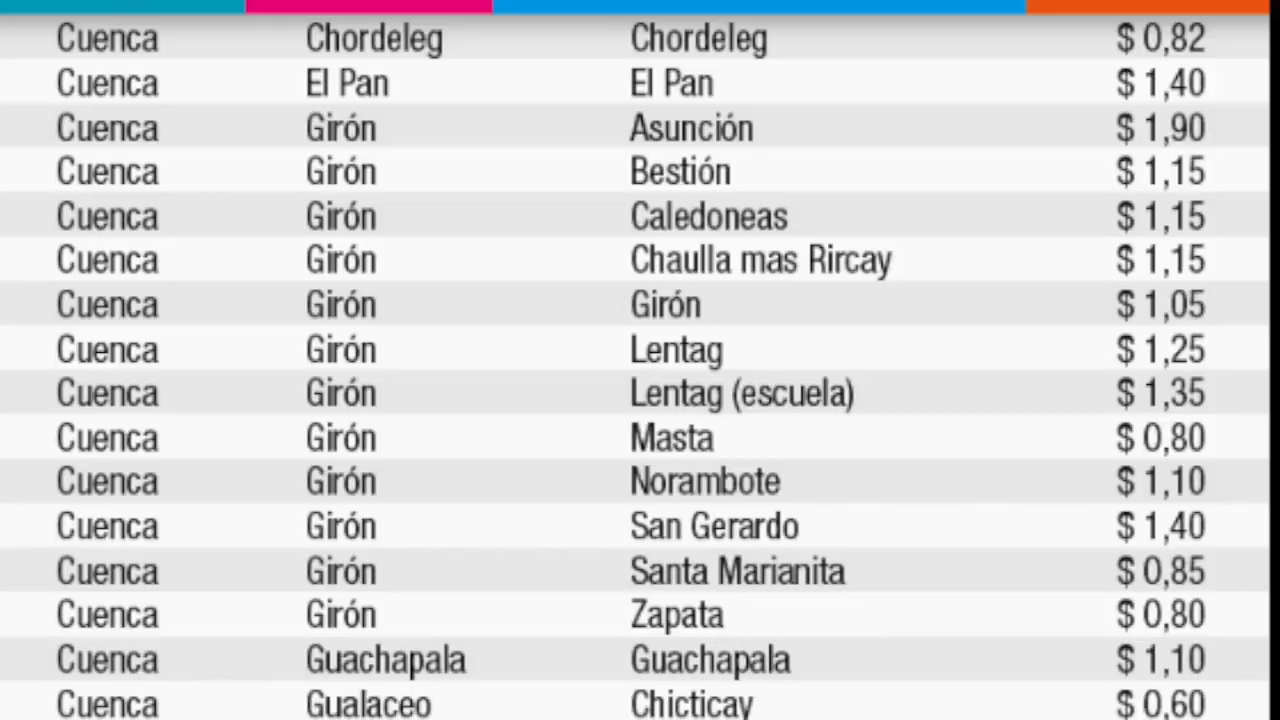 Cuenca Chordeleg Chordeleg $ 0,82
Cuenca El Pan El Pan $ 1,40
Cuenca Girón Asunción $ 1,90
Cuenca Girón Bestión $ 1,15
Cuenca Girón Caledoneas $ 1,15
Cuenca Girón Chaulla mas Rircay $ 1,15
Cuenca Girón Girón $ 1,05
Cuenca Girón Lentag $ 1,25
Cuenca Girón Lentag (escuela) $ 1,35
Cuenca Girón Masta $ 0,80
Cuenca Girón Norambote $ 1,10
Cuenca Girón San Gerardo $ 1,40
Cuenca Girón Santa Marianita $ 0,85
Cuenca Girón Zapata $ 0,80
Cuenca Guachapala Guachapala $ 1,10
Cuenca Gualaceo Chicticay $ 0,60